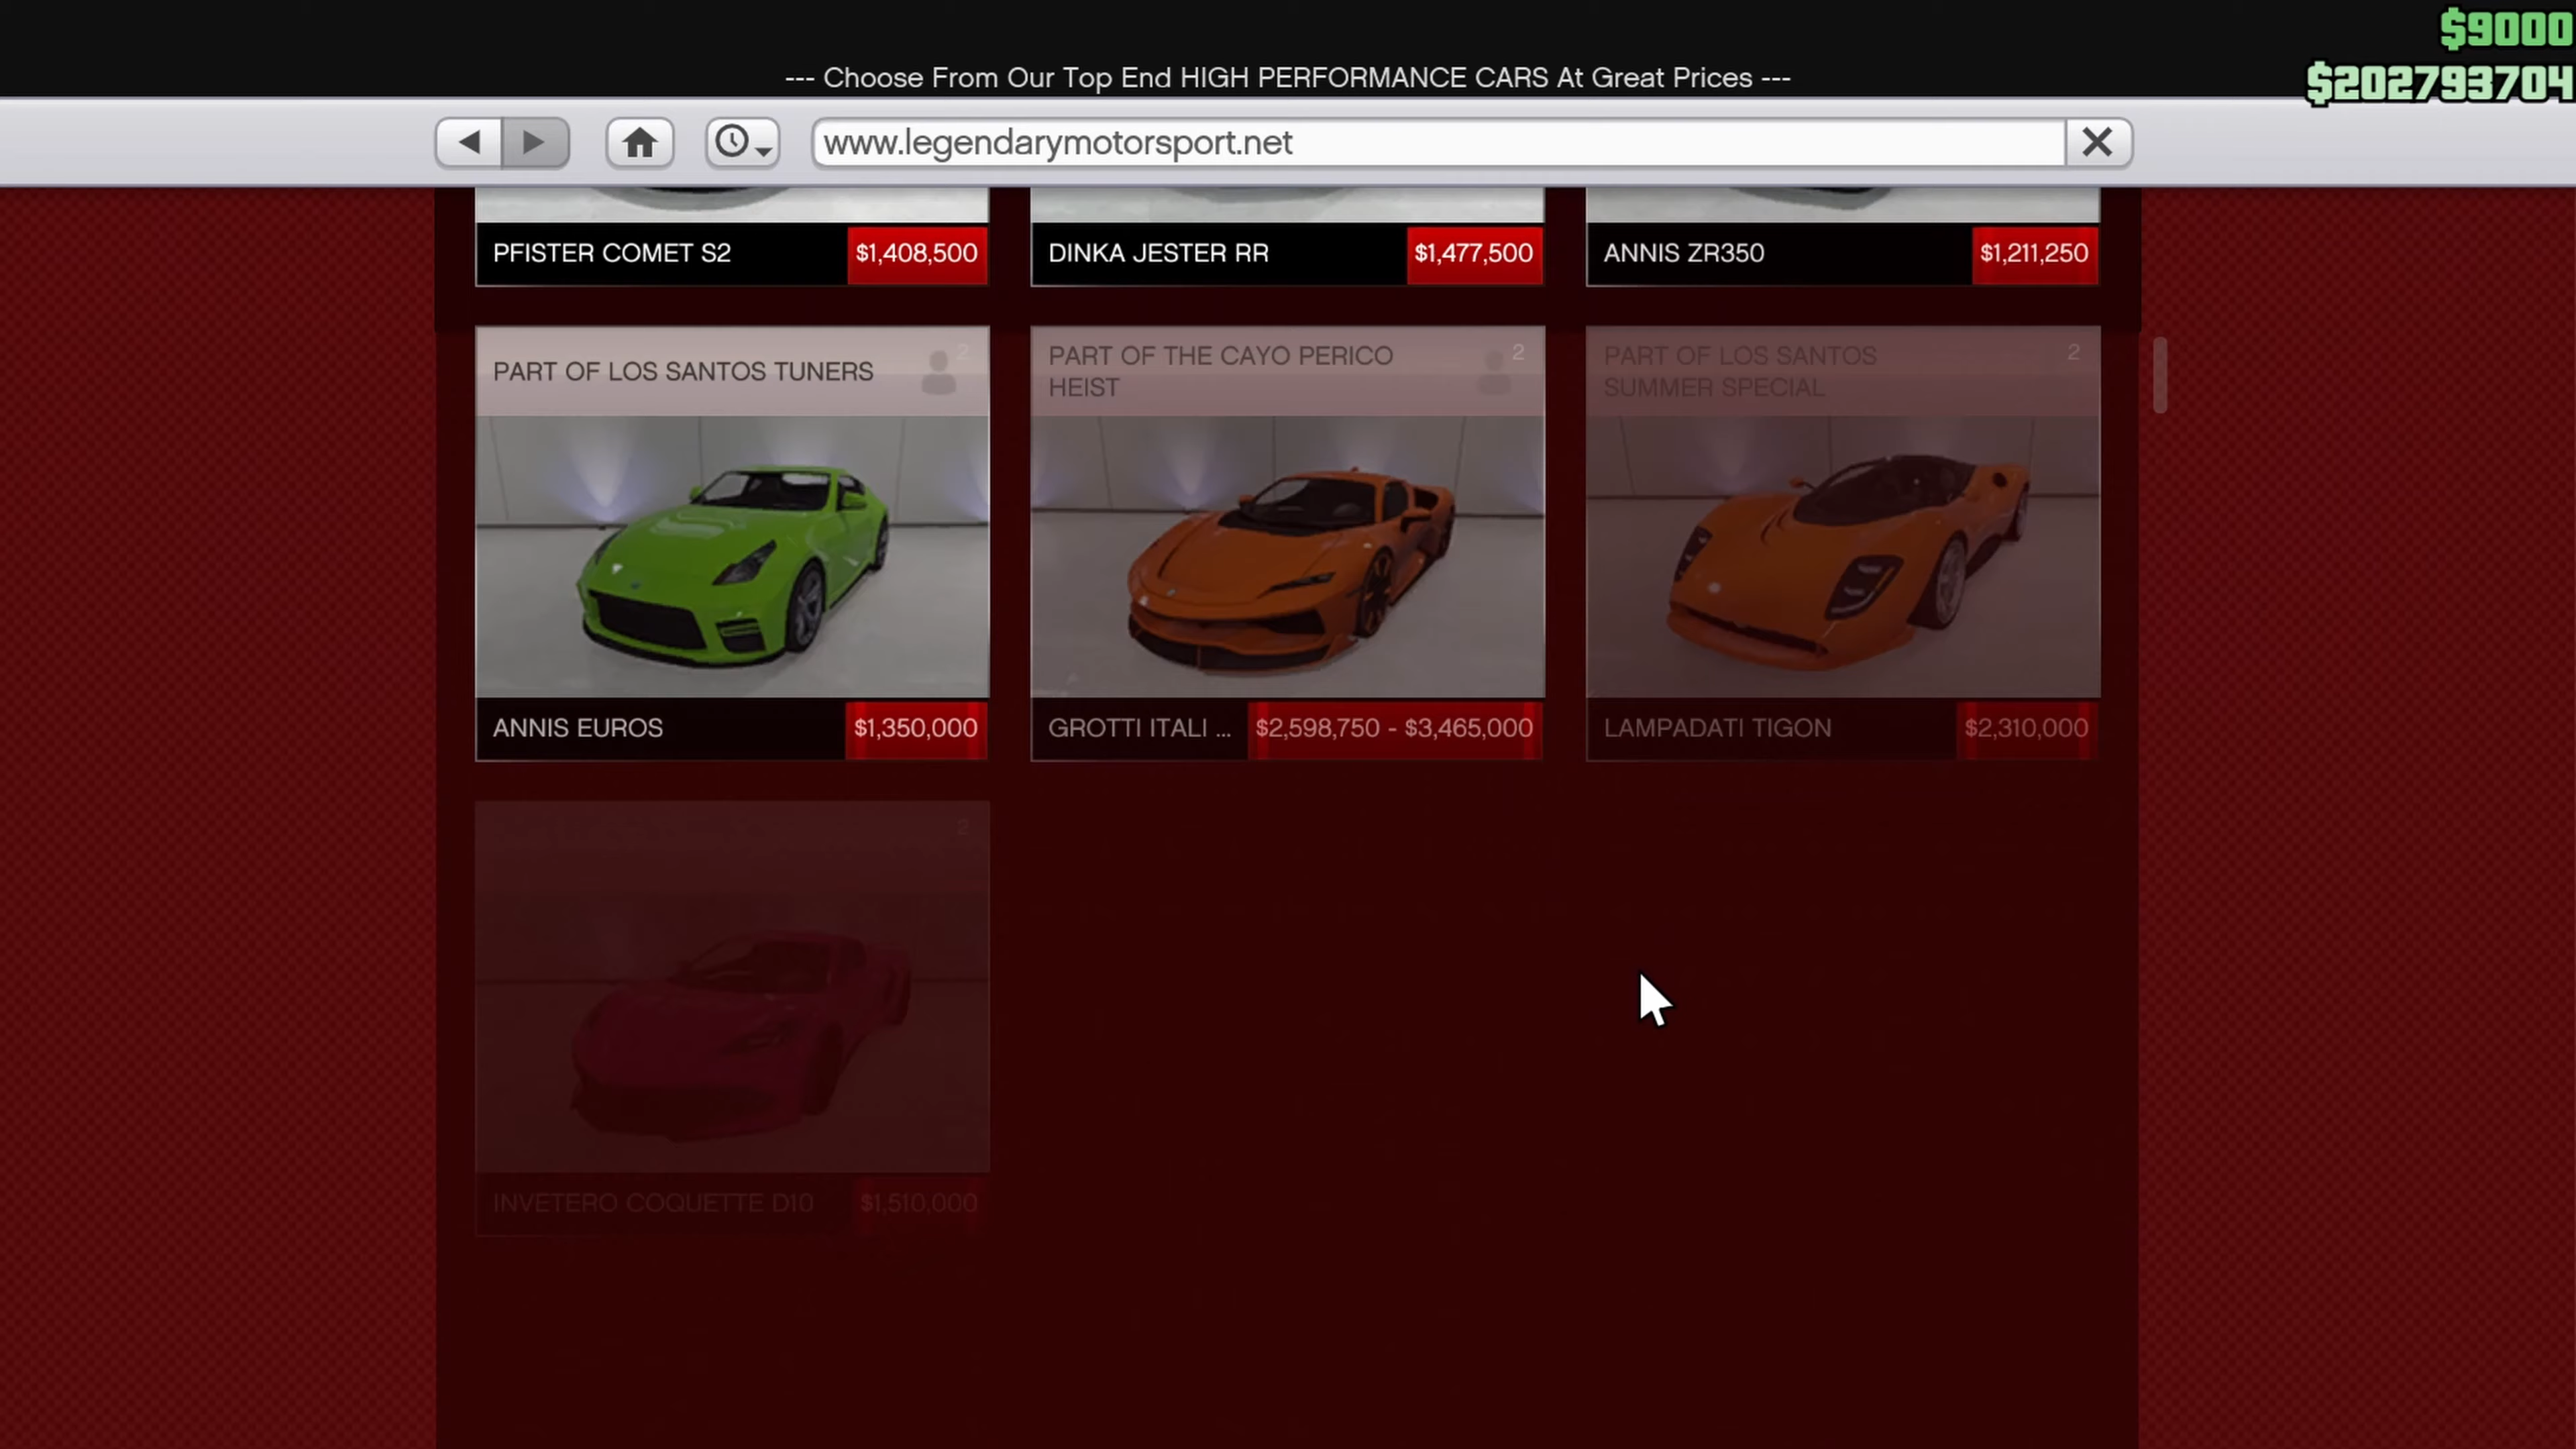 $9000
--- Choose From Our Top End HIGH PERFORMANCE CARS At Great Prices ---
$202793704
www.legendarymotorsport.net
PFISTER COMET S2 $1,408,500
DINKA JESTER RR $1,477,500
ANNIS ZR350 $1,211,250
PART OF LOS SANTOS TUNERS 2
PART OF THE CAYO PERICO
HEIST
2
PART OF LOS SANTOS
SUMMER SPECIAL
2
ANNIS EUROS $1,350,000
GROTTI ITALI ... $2,598,750 - $3,465,000
LAMPADATI TIGON $2,310,000
2
INVETERO COQUETTE D10 $1,510,000